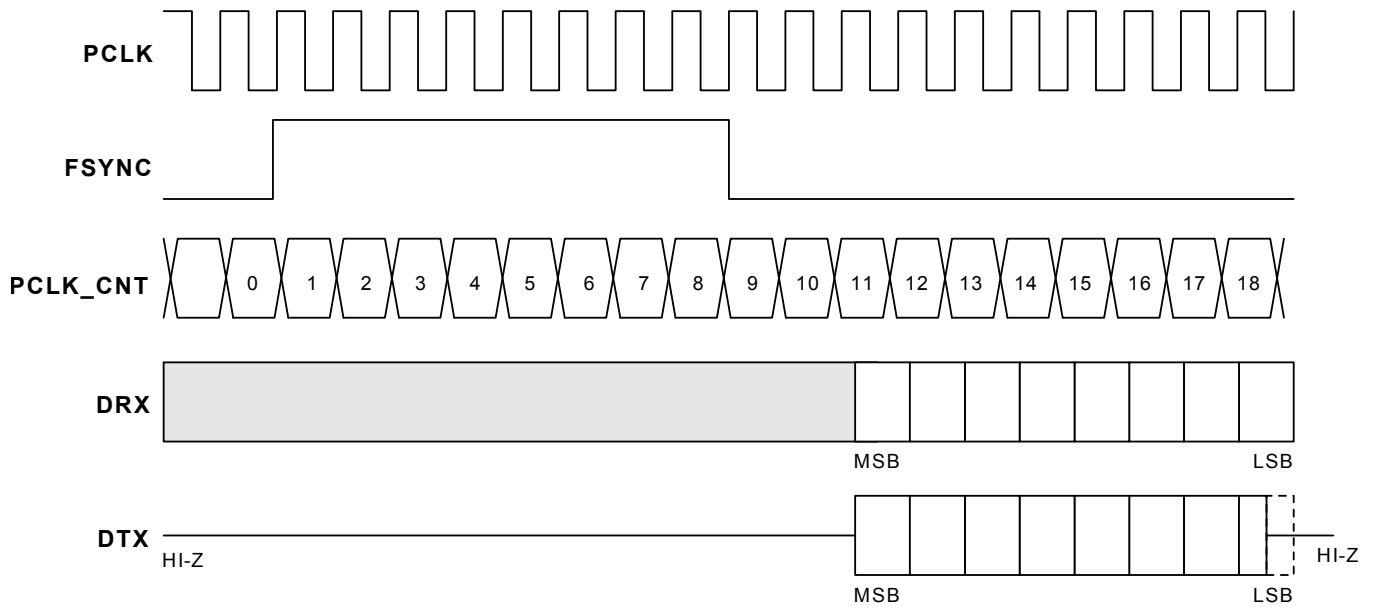 PCLK
FSYNC
PCLK_CNT 0 1 2 3 4 5 6 7 8 9 10 11 12 13 14 15 16 17 18
DRX
MSB LSB
DTX
HI-Z HI-Z
MSB LSB